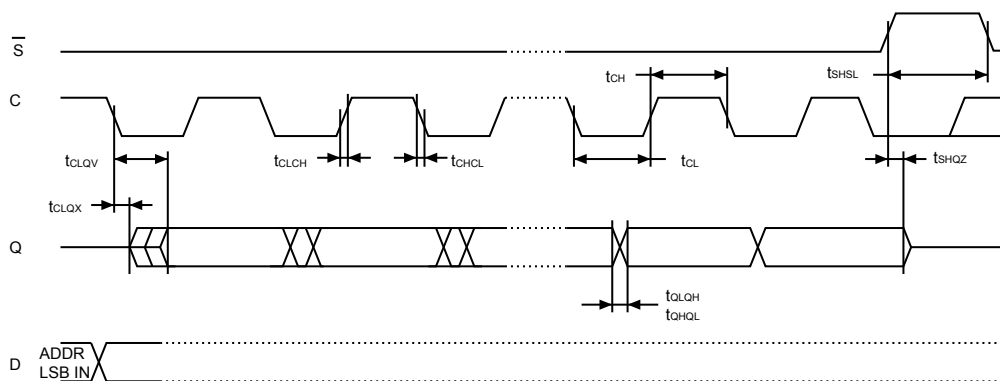 S
tCH
tSHSL
C
tCLQV
tCLCH
tCHCL
tCL
tSHQZ
tCLQX
Q
tQLQH
tQHQL
D
ADDR
LSB IN